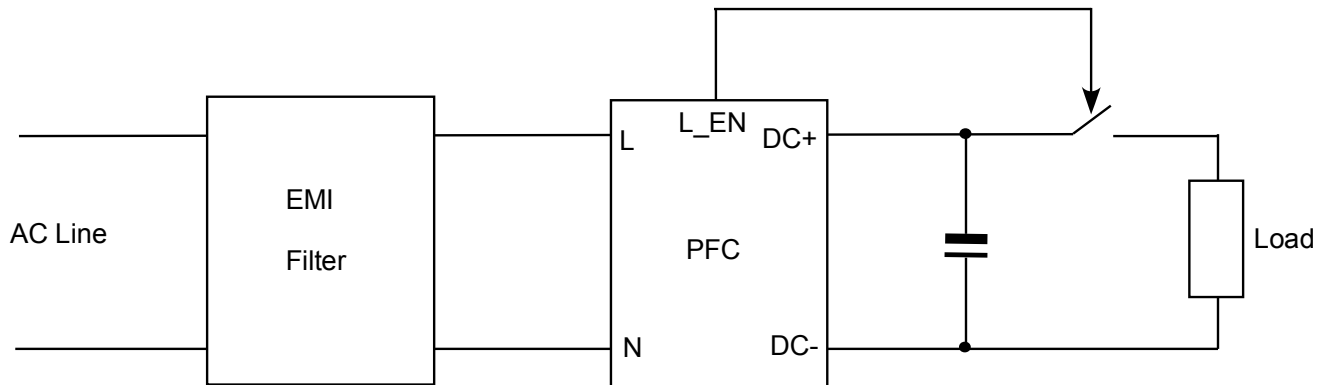 L_EN
L
DC+
EMI
Filter
AC Line
PFC
Load
N
DC-